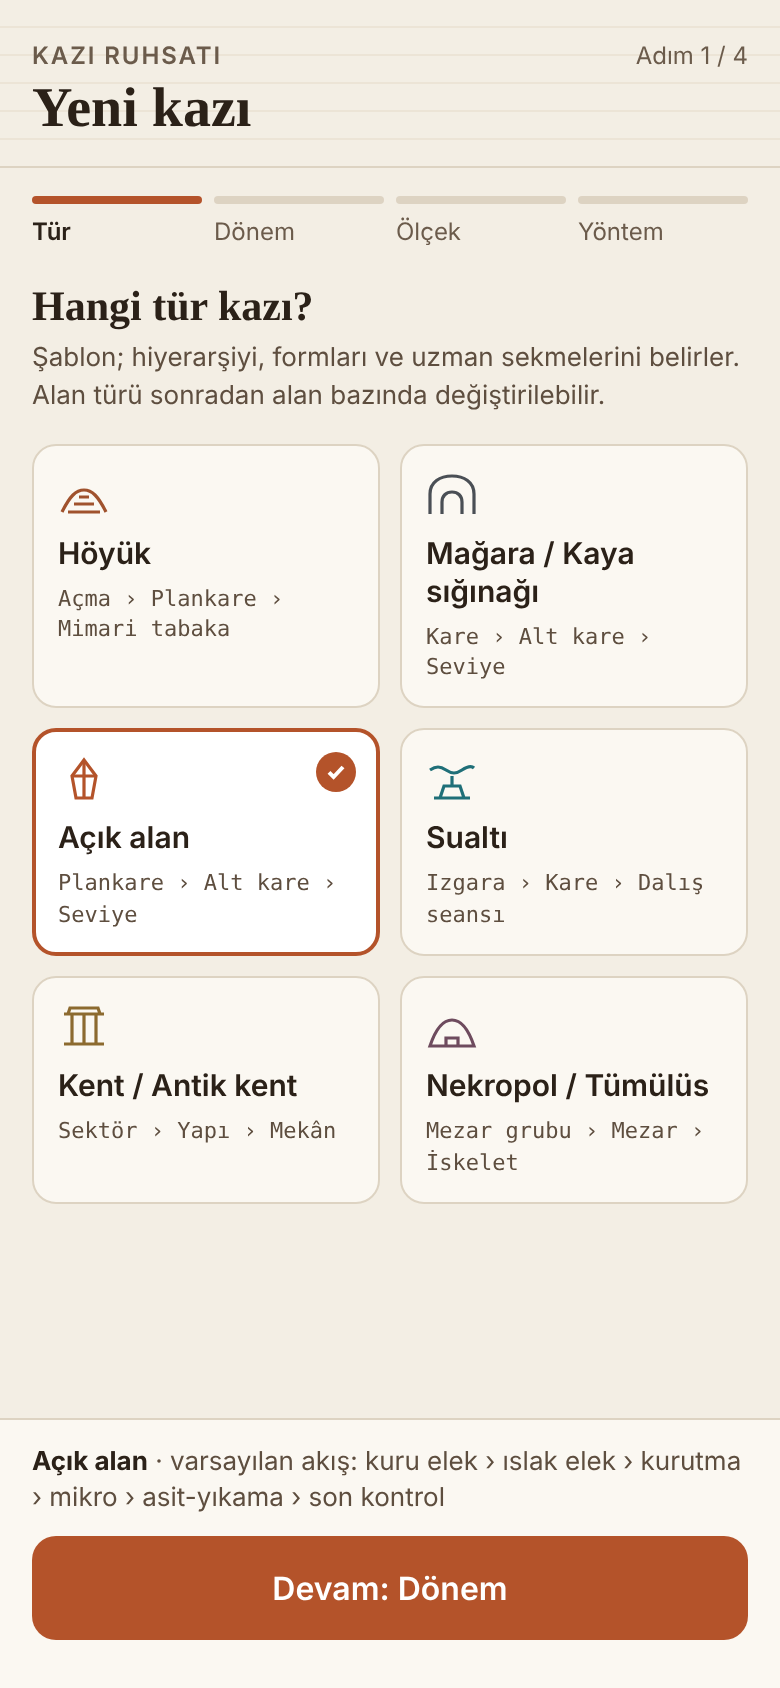 KAZI RUHSATI
Adım 1 / 4
Yeni kazı
Tür
Dönem
Ölçek
Yöntem
Hangi tür kazı?
Şablon; hiyerarşiyi, formları ve uzman sekmelerini belirler.
Alan türü sonradan alan bazında değiştirilebilir.
Höyük
Açma › Plankare ›
Mimari tabaka
Mağara / Kaya
sığınağı
Kare › Alt kare ›
Seviye
Açık alan
Plankare › Alt kare ›
Seviye
Sualtı
Izgara › Kare › Dalış
seansı
Kent / Antik kent
Sektör › Yapı › Mekân
Nekropol / Tümülüs
Mezar grubu › Mezar ›
İskelet
Açık alan · varsayılan akış: kuru elek › ıslak elek › kurutma
› mikro › asit-yıkama › son kontrol
Devam: Dönem